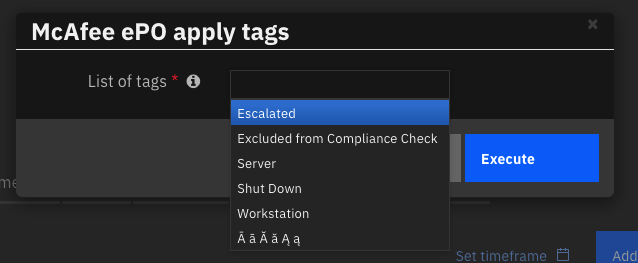 McAfee ePO apply tags
×
List of tags *
Escalated
Excluded from Compliance Check
Server
Execute
Shut Down
Workstation
Ā ā Ă ă Ą ą
Set timeframe
Add